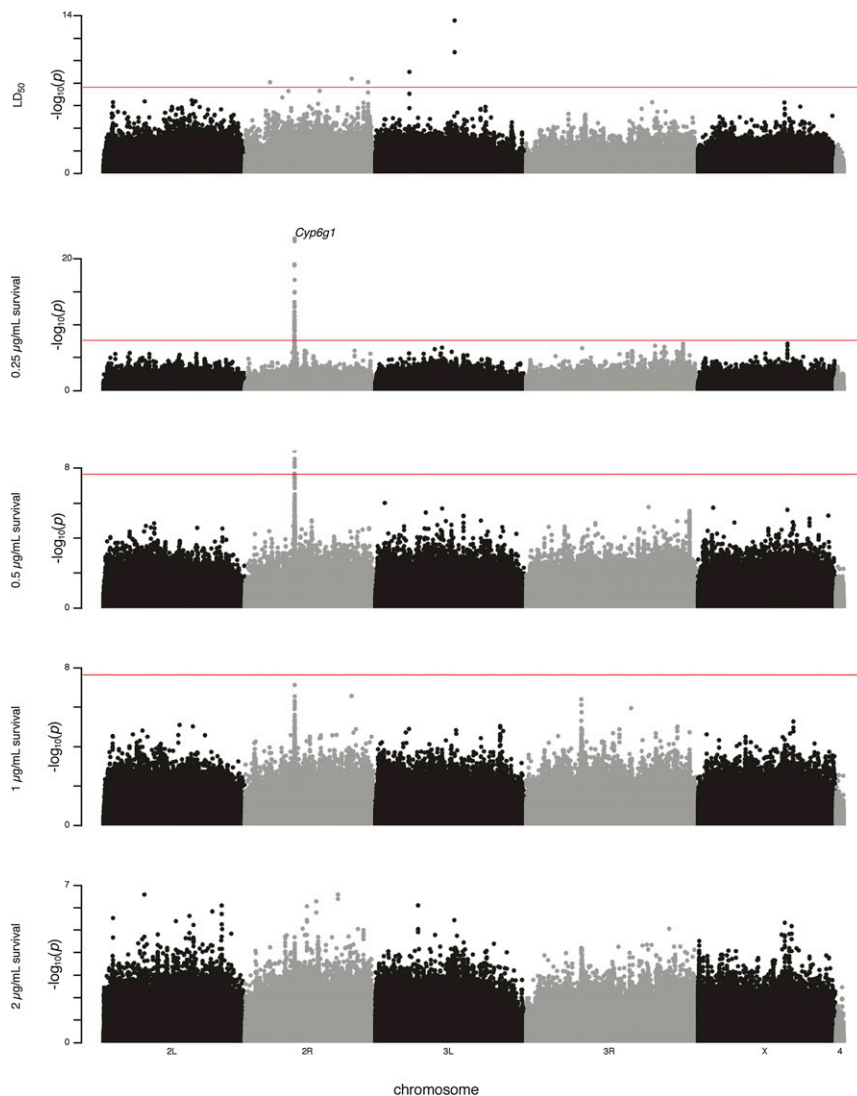 14
LD50
-log10(p)
0
Cyp6g1
20
0.25 µg/mL survival
-log10(p)
0
8
0.5 µg/mL survival
-log10(p)
0
8
1 µg/mL survival
-log10(p)
0
7
2 µg/mL survival
-log10(p)
0
2L 2R 3L 3R X 4
chromosome